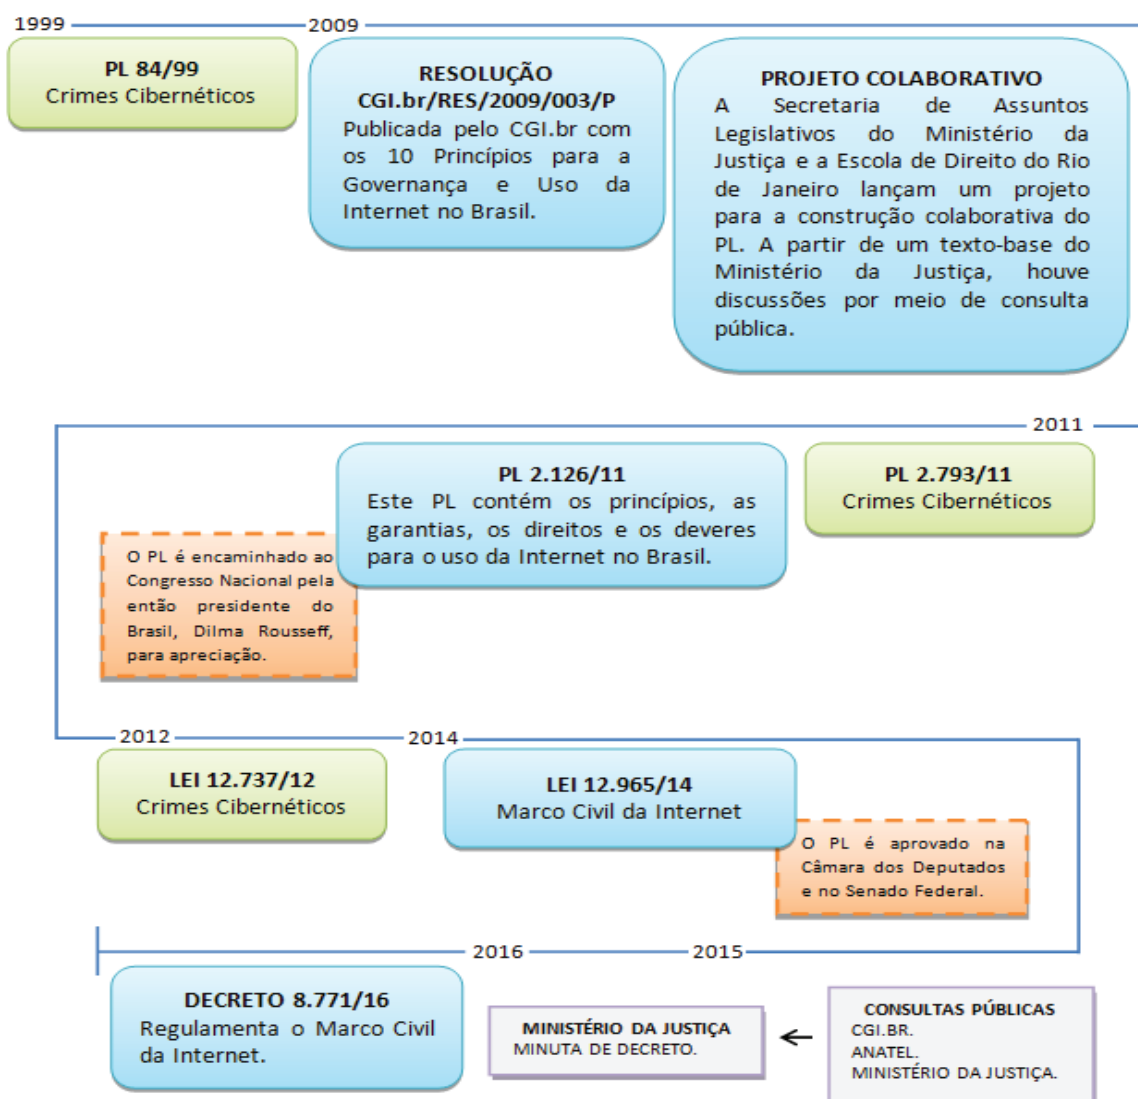 1999
2009
PL 84/99
Crimes Cibernéticos
RESOLUÇÃO
CGI.br/RES/2009/003/P
Publicada pelo CGI.br com
os 10 Princípios para a
Governança e Uso da
Internet no Brasil.
PROJETO COLABORATIVO
A Secretaria de Assuntos
Legislativos do Ministério da
Justiça e a Escola de Direito do Rio
de Janeiro lançam um projeto
para a construção colaborativa do
PL. A partir de um texto-base do
Ministério da Justiça, houve
discussões por meio de consulta
pública.
2011
PL 2.793/11
Crimes Cibernéticos
PL 2.126/11
Este PL contém os princípios, as
garantias, os direitos e os deveres
para o uso da Internet no Brasil.
O PL é encaminhado ao
Congresso Nacional pela
então presidente do
Brasil, Dilma Rousseff,
para apreciação.
2012
2014
LEI 12.737/12
Crimes Cibernéticos
LEI 12.965/14
Marco Civil da Internet
O PL é aprovado na
Câmara dos Deputados
e no Senado Federal.
2016
2015
DECRETO 8.771/16
Regulamenta o Marco Civil
da Internet.
MINISTÉRIO DA JUSTIÇA
MINUTA DE DECRETO.
CONSULTAS PÚBLICAS
CGI.BR.
ANATEL.
MINISTÉRIO DA JUSTIÇA.